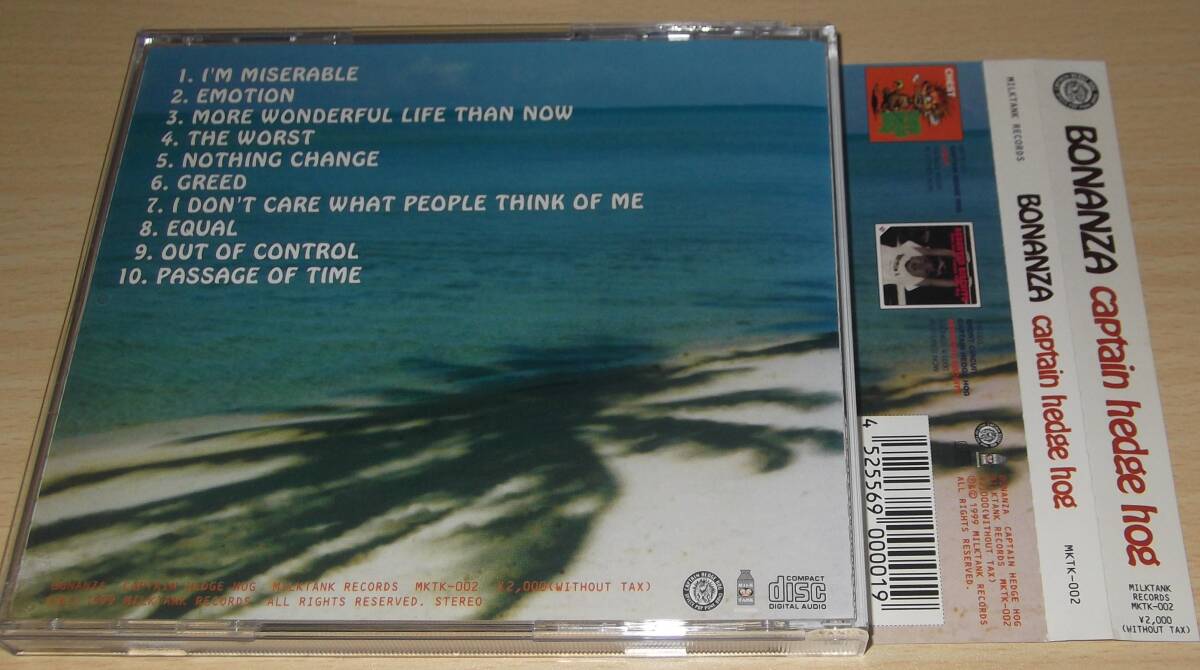 1. I'M MISERABLE
2. EMOTION
3. MORE WONDERFUL LIFE THAN NOW
4. THE WORST
5. NOTHING CHANGE
6. GREED
7. I DON'T CARE WHAT PEOPLE THINK OF ME
8. EQUAL
9. OUT OF CONTROL
10. PASSAGE OF TIME
BONANZA CAPTAIN HEDGE HOG MILKTANK RECORDS MKTK-002 ¥2,000(WITHOUT TAX)
1999 MILKTANK RECORDS ALL RIGHTS RESERVED. STEREO
COMPACT
disc
DIGITAL AUDIO
CHEST
4 525569 000019
BONANZA CAPTAIN HEDGE HOG
MILKTANK RECORDS MKTK-002
¥2,000(WITHOUT TAX)
℗&© 1999 MILKTANK RECORDS
ALL RIGHTS RESERVED.
MILKTANK RECORDS
BONANZA captain hedge hog
MKTK-002
BONANZA captain hedge hog
MILKTANK
RECORDS
MKTK-002
¥2,000
(WITHOUT TAX)